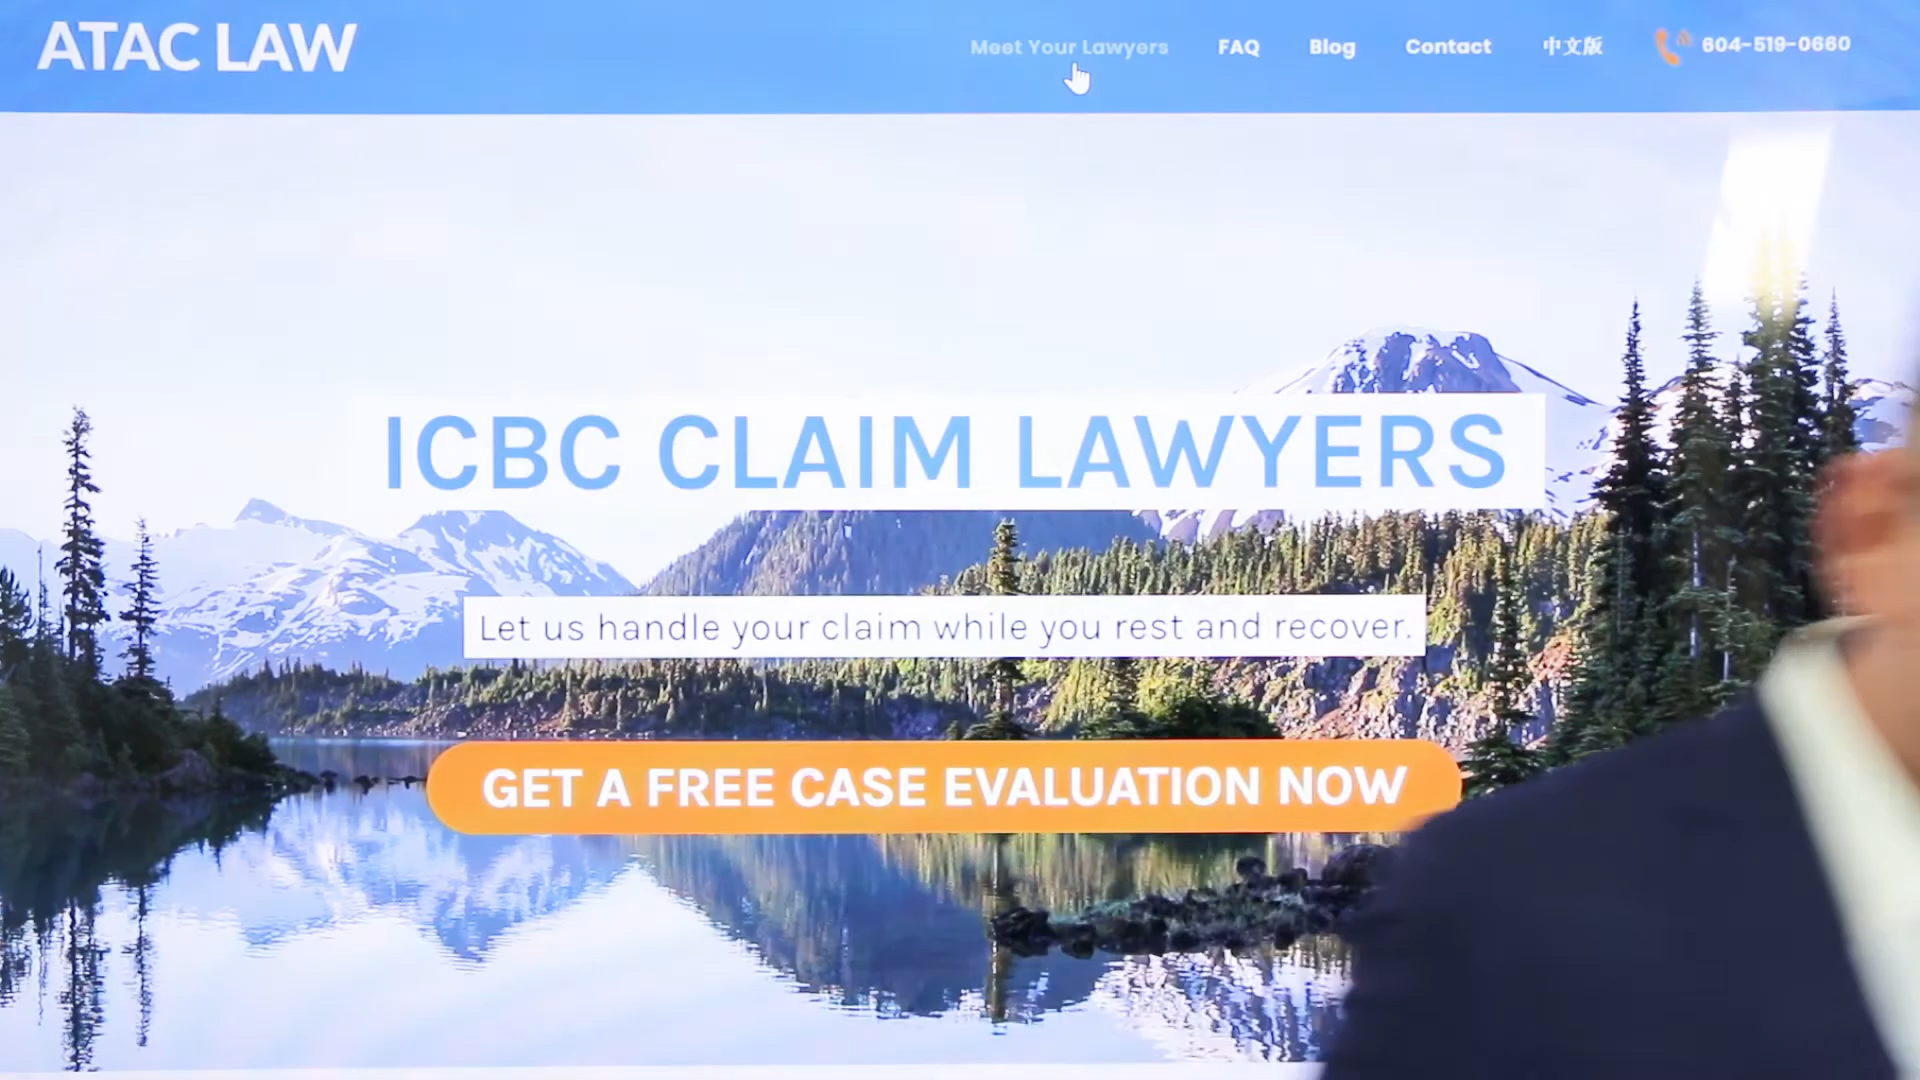 ATAC LAW
Meet Your Lawyers FAQ Blog Contact 中文版 604-519-0660
ICBC CLAIM LAWYERS
Let us handle your claim while you rest and recover.
GET A FREE CASE EVALUATION NOW